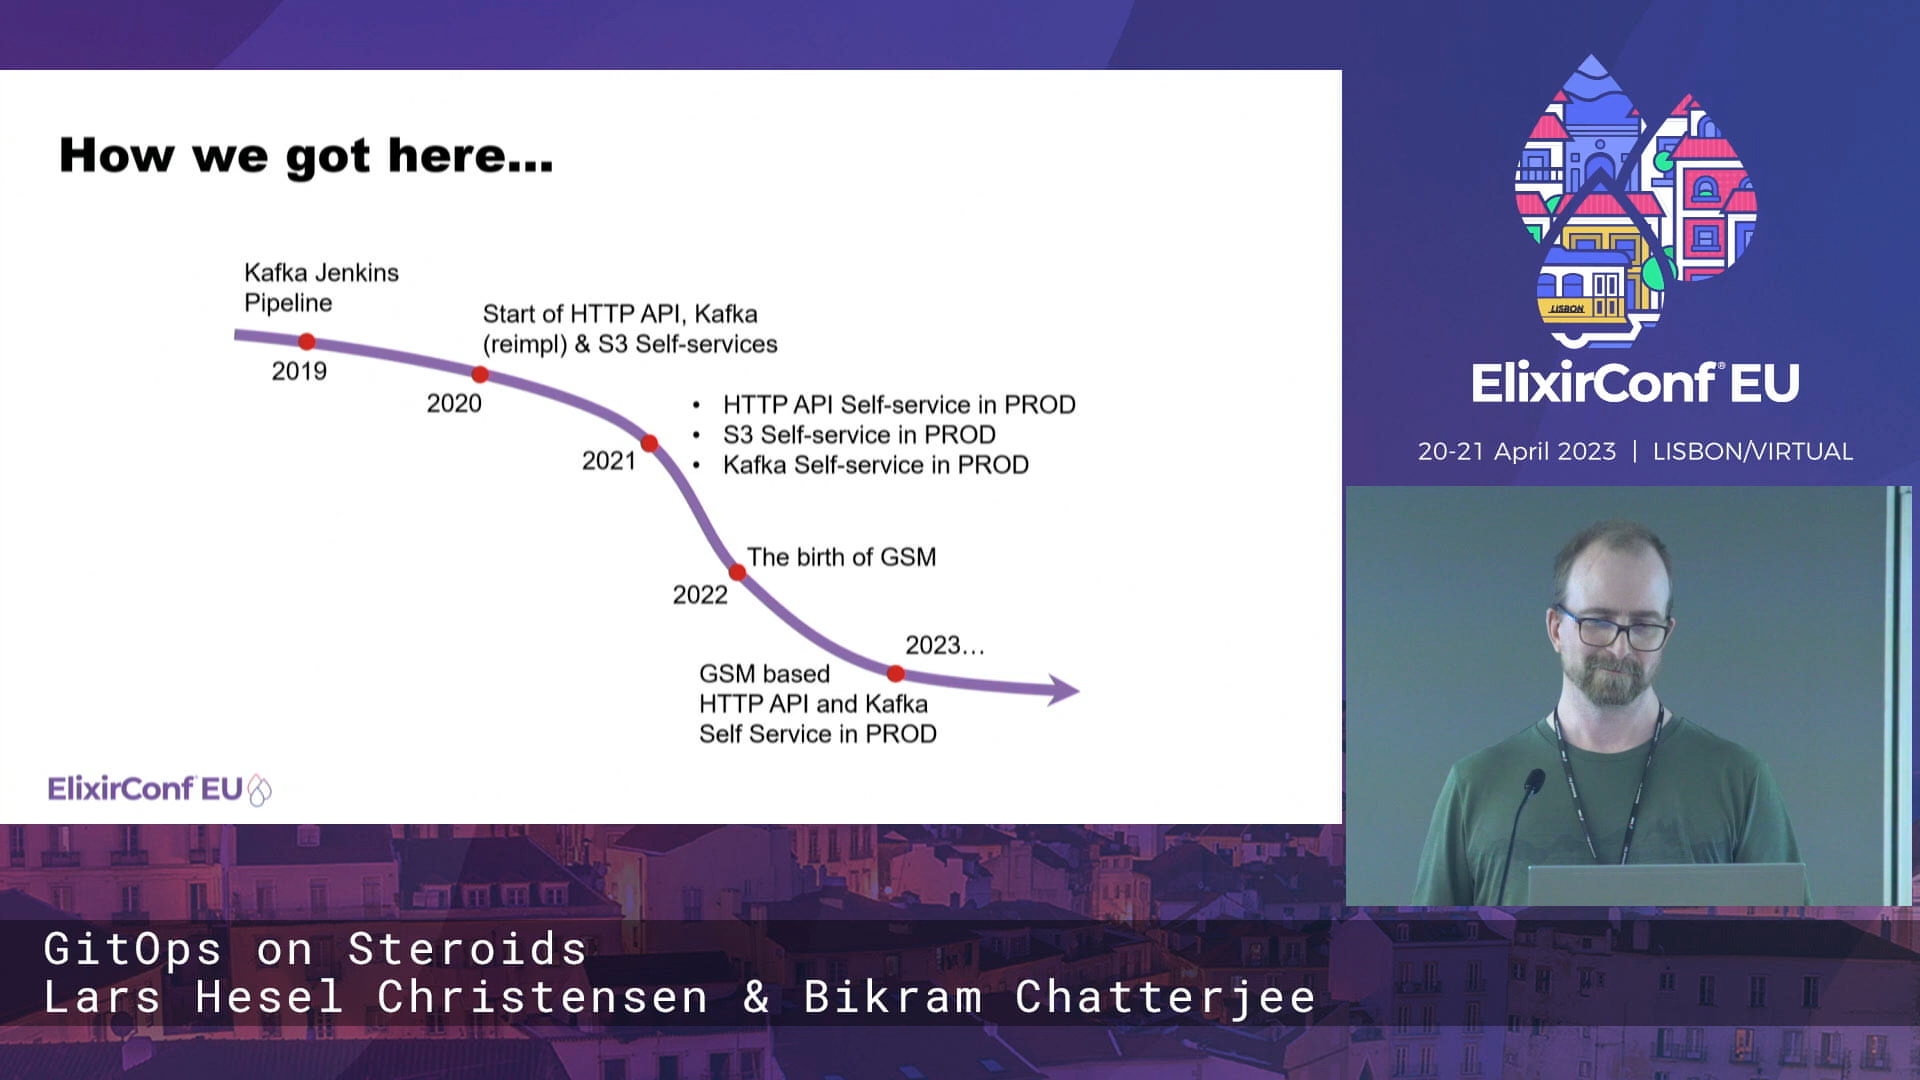 How we got here...
Kafka Jenkins
Pipeline
2019
Start of HTTP API, Kafka
(reimpl) & S3 Self-services
2020
• HTTP API Self-service in PROD
• S3 Self-service in PROD
• Kafka Self-service in PROD
2021
The birth of GSM
2022
2023...
GSM based
HTTP API and Kafka
Self Service in PROD
ElixirConf EU
LISBON
ElixirConf® EU
20-21 April 2023 | LISBON/VIRTUAL
GitOps on Steroids
Lars Hesel Christensen & Bikram Chatterjee